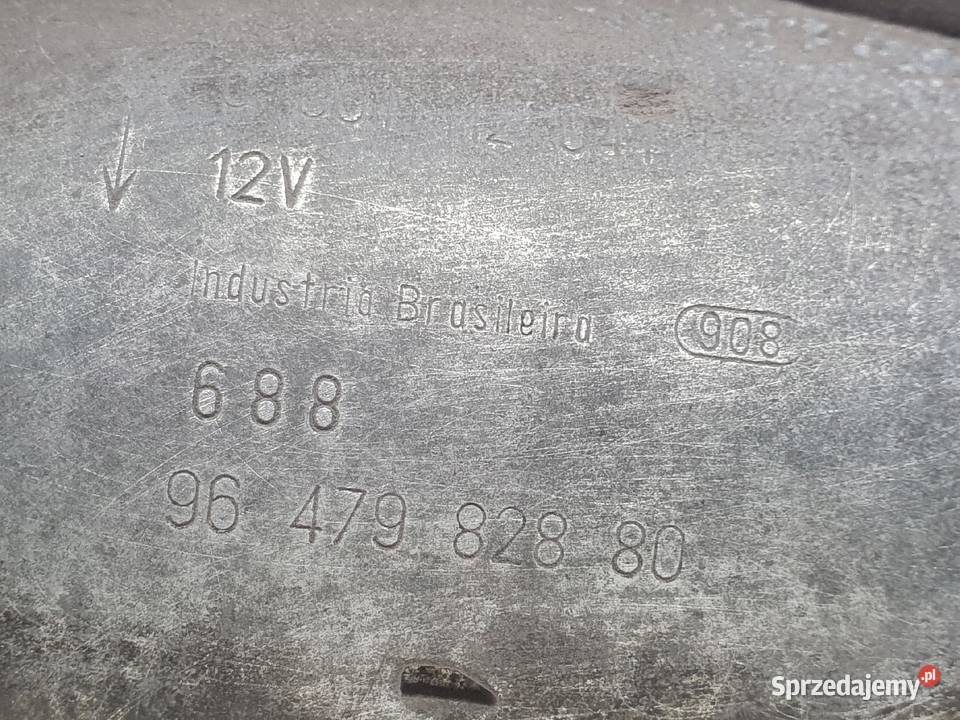 12V
Industria Brasileira
908
688
96 479 828 80
Sprzedajemy.pl